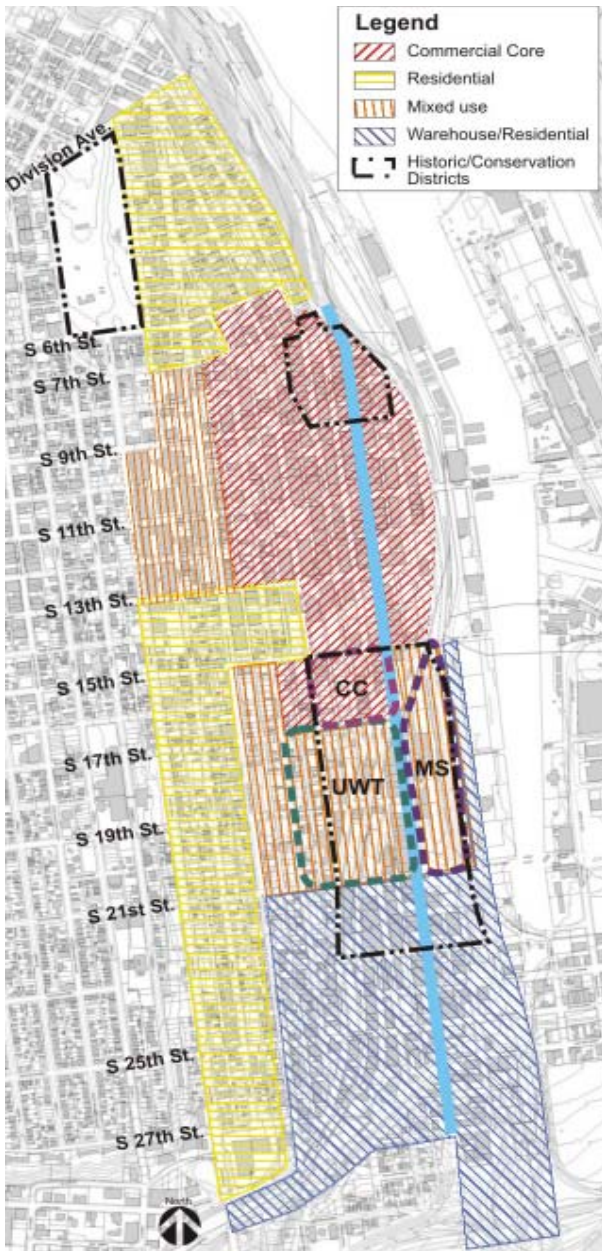 Legend
Commercial Core
Residential
Mixed use
Warehouse/Residential
Historic/Conservation
Districts
Division Ave.
S 6th St.
S 7th St.
S 9th St.
S 11th St.
S 13th St.
S 15th St.
CC
S 17th St.
MS
UWT
S 19th St.
S 21st St.
S 25th St.
S 27th St.
North